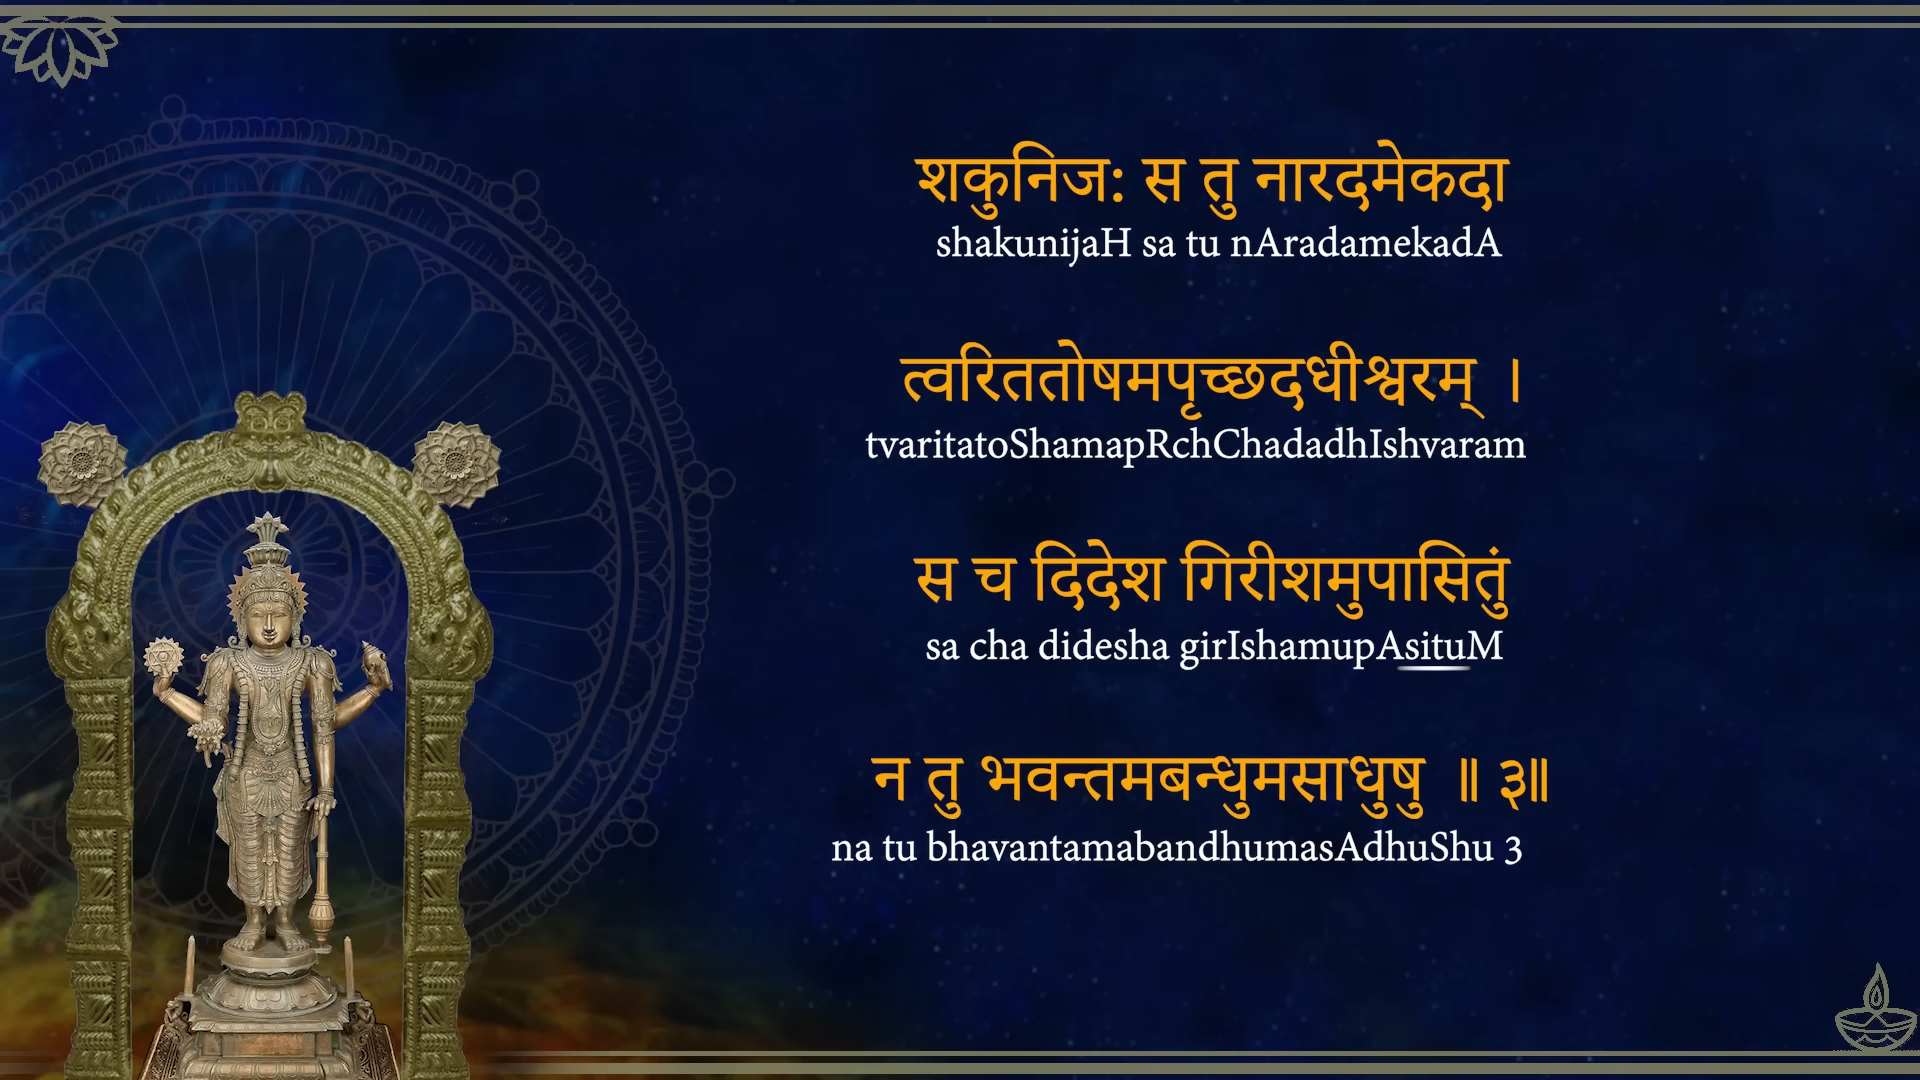 शकुनिज: स तु नारदमेकदा
shakunijaH sa tu nAradamekadA
त्वरिततोषमपृच्छदधीश्वरम् ।
tvaritatoShamapRchChadadhIshvaram
स च दिदेश गिरीशमुपासितुं
sa cha didesha girIshamupAsituM
न तु भवन्तमबन्धुमसाधुषु ॥ ३॥
na tu bhavantamabandhumasAdhuShu 3